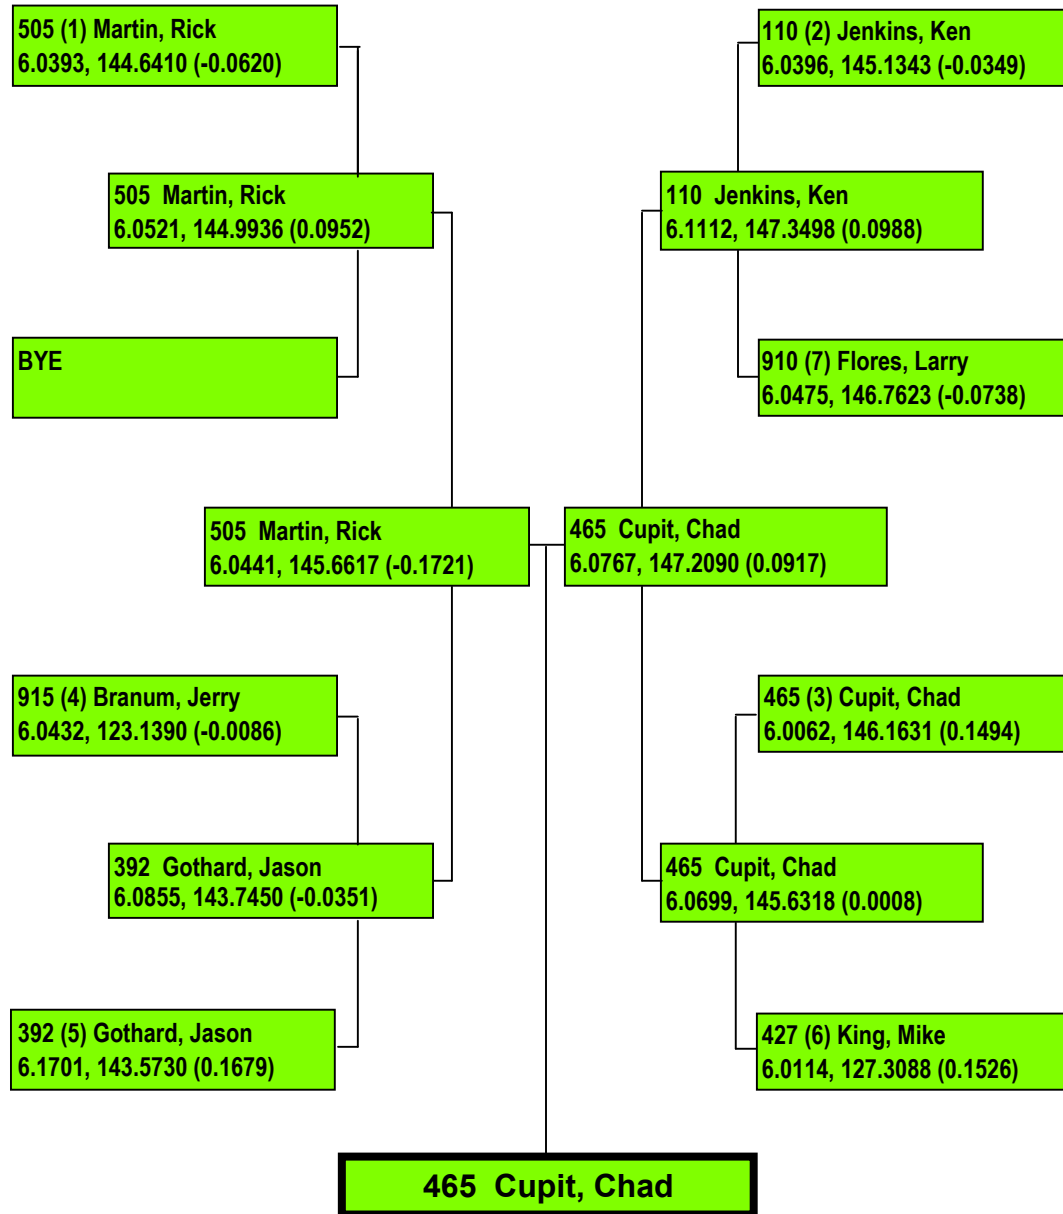 505 (1) Martin, Rick
6.0393, 144.6410 (-0.0620)
110 (2) Jenkins, Ken
6.0396, 145.1343 (-0.0349)
505  Martin, Rick
6.0521, 144.9936 (0.0952)
110  Jenkins, Ken
6.1112, 147.3498 (0.0988)
BYE
910 (7) Flores, Larry
6.0475, 146.7623 (-0.0738)
505  Martin, Rick
6.0441, 145.6617 (-0.1721)
465  Cupit, Chad
6.0767, 147.2090 (0.0917)
915 (4) Branum, Jerry
6.0432, 123.1390 (-0.0086)
465 (3) Cupit, Chad
6.0062, 146.1631 (0.1494)
392  Gothard, Jason
6.0855, 143.7450 (-0.0351)
465  Cupit, Chad
6.0699, 145.6318 (0.0008)
392 (5) Gothard, Jason
6.1701, 143.5730 (0.1679)
427 (6) King, Mike
6.0114, 127.3088 (0.1526)
465  Cupit, Chad